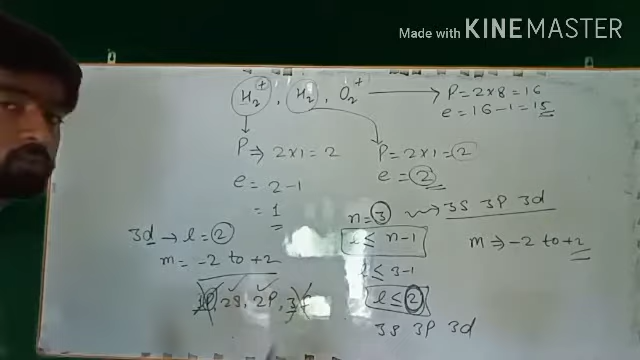 Made with KINEMASTER
H₂⁺, H₂, O₂⁺ → P = 2×8 = 16
e = 16 - 1 = 15
P ⇒ 2×1 = 2
P = 2×1 = 2
e = 2 - 1
e = 2
= 1
n = 3 → 3s 3p 3d
3d → l = 2
l ≤ n-1
m ⇒ -2 to +2
m = -2 to +2
l ≤ 3-1
1p, 2s, 2p, 3f
l ≤ 2
3s 3p 3d